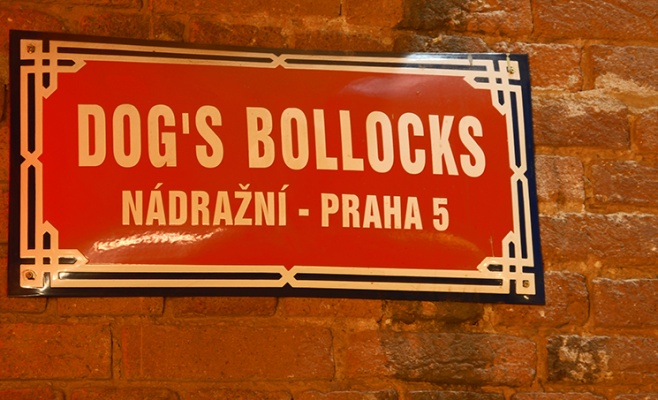 DOG'S BOLLOCKS
NÁDRAŽNÍ - PRAHA 5